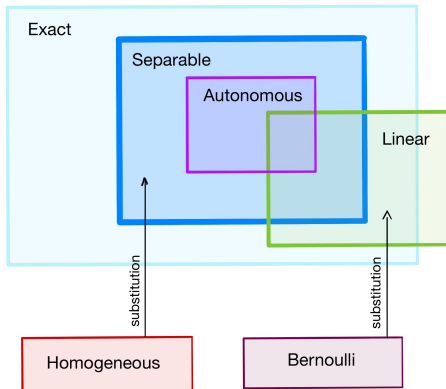 Exact
Separable
Autonomous
Linear
substitution
substitution
Homogeneous
Bernoulli